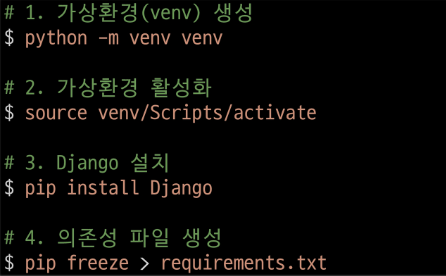 # 1. 가상환경(venv) 생성
$ python -m venv venv
# 2. 가상환경 활성화
$ source venv/Scripts/activate
# 3. Django 설치
$ pip install Django
# 4. 의존성 파일 생성
$ pip freeze > requirements.txt